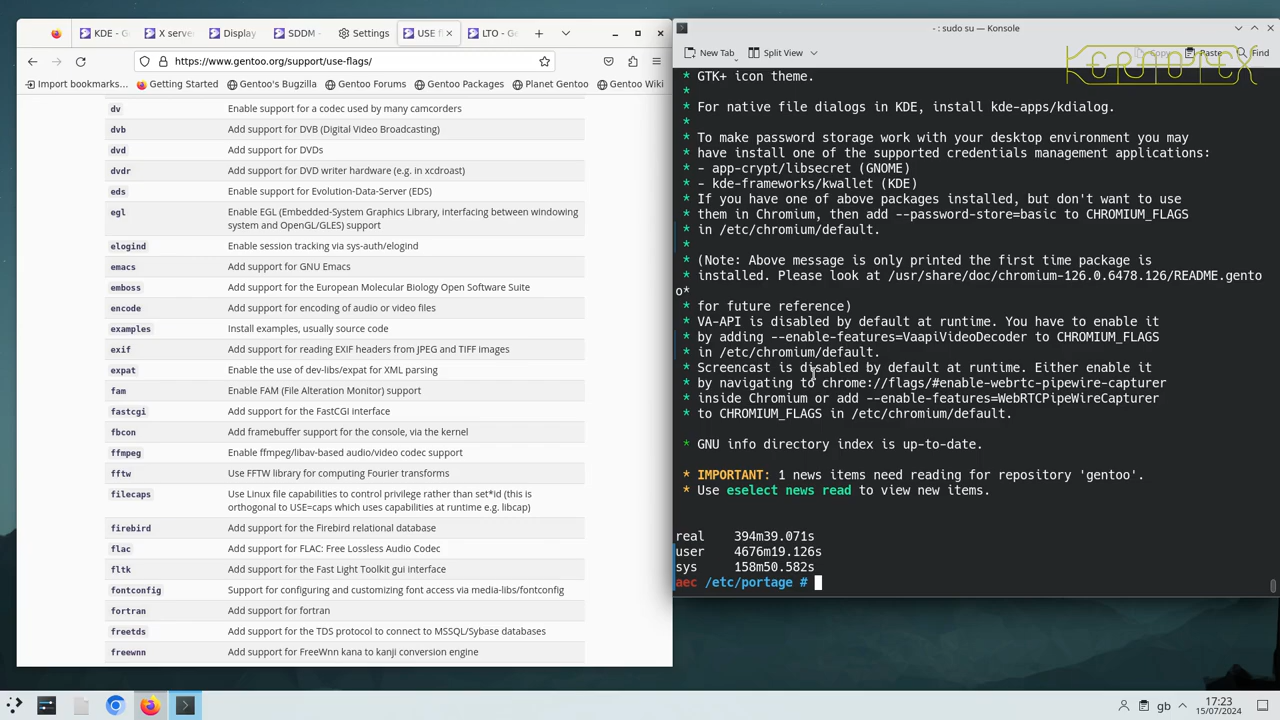 KDE - G
X serve
Display
SDDM -
Settings
USE f
LTO - G
https://www.gentoo.org/support/use-flags/
Import bookmarks...
Getting Started
Gentoo's Bugzilla
Gentoo Forums
Gentoo Packages
Planet Gentoo
Gentoo Wiki
dv Enable support for a codec used by many camcorders
dvb Add support for DVB (Digital Video Broadcasting)
dvd Add support for DVDs
dvdr Add support for DVD writer hardware (e.g. in xcdroast)
eds Enable support for Evolution-Data-Server (EDS)
egl Enable EGL (Embedded-System Graphics Library, interfacing between windowing
system and OpenGL/GLES) support
elogind Enable session tracking via sys-auth/elogind
emacs Add support for GNU Emacs
emboss Add support for the European Molecular Biology Open Software Suite
encode Add support for encoding of audio or video files
examples Install examples, usually source code
exif Add support for reading EXIF headers from JPEG and TIFF images
expat Enable the use of dev-libs/expat for XML parsing
fam Enable FAM (File Alteration Monitor) support
fastcgi Add support for the FastCGI interface
fbcon Add framebuffer support for the console, via the kernel
ffmpeg Enable ffmpeg/libav-based audio/video codec support
fftw Use FFTW library for computing Fourier transforms
filecaps Use Linux file capabilities to control privilege rather than set*id (this is
orthogonal to USE=caps which uses capabilities at runtime e.g. libcap)
firebird Add support for the Firebird relational database
flac Add support for FLAC: Free Lossless Audio Codec
fltk Add support for the Fast Light Toolkit gui interface
fontconfig Support for configuring and customizing font access via media-libs/fontconfig
fortran Add support for fortran
freetds Add support for the TDS protocol to connect to MSSQL/Sybase databases
freewnn Add support for FreeWnn kana to kanji conversion engine
- : sudo su — Konsole
New Tab
Split View
Copy
Paste
Find
KERNOTEX
* GTK+ icon theme.
*
* For native file dialogs in KDE, install kde-apps/kdialog.
*
* To make password storage work with your desktop environment you may
* have install one of the supported credentials management applications:
* - app-crypt/libsecret (GNOME)
* - kde-frameworks/kwallet (KDE)
* If you have one of above packages installed, but don't want to use
* them in Chromium, then add --password-store=basic to CHROMIUM_FLAGS
* in /etc/chromium/default.
*
* (Note: Above message is only printed the first time package is
* installed. Please look at /usr/share/doc/chromium-126.0.6478.126/README.gento
o*
* for future reference)
* VA-API is disabled by default at runtime. You have to enable it
* by adding --enable-features=VaapiVideoDecoder to CHROMIUM_FLAGS
* in /etc/chromium/default.
* Screencast is disabled by default at runtime. Either enable it
* by navigating to chrome://flags/#enable-webrtc-pipewire-capturer
* inside Chromium or add --enable-features=WebRTCPipeWireCapturer
* to CHROMIUM_FLAGS in /etc/chromium/default.
* GNU info directory index is up-to-date.
* IMPORTANT: 1 news items need reading for repository 'gentoo'.
* Use eselect news read to view new items.
real 394m39.071s
user 4676m19.126s
sys 158m50.582s
aec /etc/portage #
gb
17:23
15/07/2024